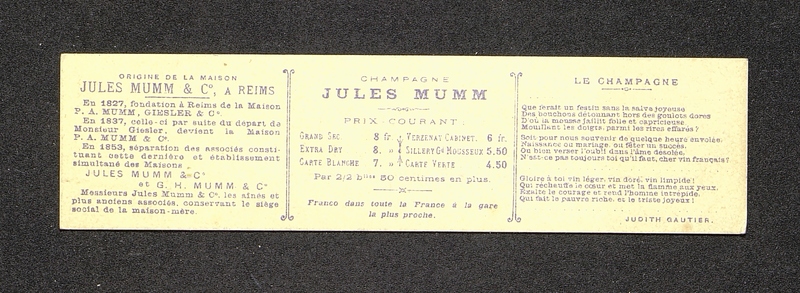 ORIGINE DE LA MAISON
JULES MUMM & Cº, A REIMS
En 1827, fondation à Reims de la Maison
P. A. MUMM, GIESLER & Cº.
En 1837, celle-ci par suite du départ de
Monsieur Giesler, devient la Maison
P. A. MUMM & Cº.
En 1853, séparation des associés consti-
tuant cette dernière et établissement
simultané des Maisons.
JULES MUMM & Cº
et G. H. MUMM & Cº
Messieurs Jules Mumm & Cº, les aînés et
plus anciens associés, conservant le siège
social de la maison-mère.
CHAMPAGNE
JULES MUMM
PRIX-COURANT.
GRAND SEC 8 fr. VERZENAY CABINET. 6 fr.
EXTRA DRY 8. » SILLERY Gd MOUSSEUX 5.50
CARTE BLANCHE 7. » CARTE VERTE 4.50
Par 2/2 blles 50 centimes en plus.
Franco dans toute la France à la gare
la plus proche.
LE CHAMPAGNE
Que serait un festin sans la salve joyeuse
Des bouchons détonnant hors des goulots dorés
D'où la mousse jaillit folle et capricieuse
Mouillant les doigts, parmi les rires effarés ?
Soit pour nous souvenir de quelque heure envolée.
Naissance ou mariage, ou fêter un succès.
Ou bien verser l'oubli dans l'âme désolée.
N'est-ce pas toujours toi qu'il faut, cher vin français?
Gloire à toi vin léger, vin doré, vin limpide!
Qui réchauffe le cœur et met la flamme aux yeux.
Exalte le courage et rend l'homme intrépide.
Qui fait le pauvre riche, et le triste joyeux!
JUDITH GAUTIER.